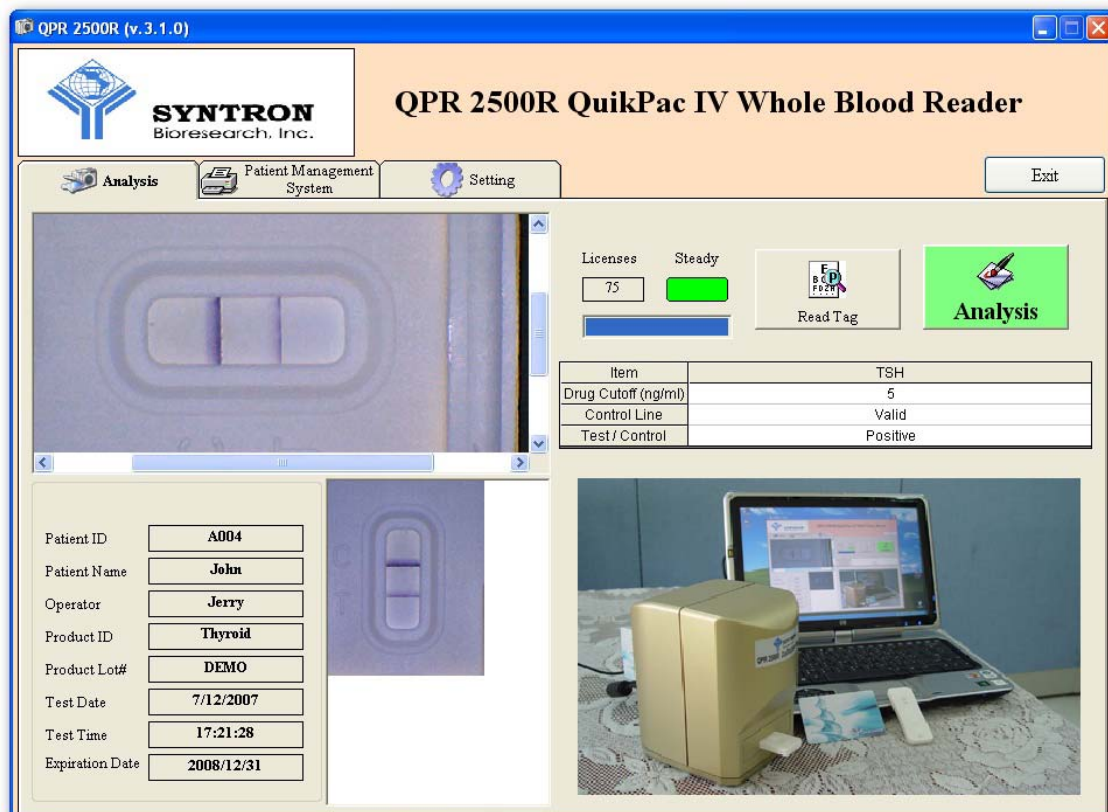 QPR 2500R (v.3.1.0)
SYNTRON
Bioresearch, Inc.
QPR 2500R QuikPac IV Whole Blood Reader
Analysis
Patient Management
System
Setting
Exit
Licenses
Steady
75
Read Tag
Analysis
Item TSH
Drug Cutoff (ng/ml) 5
Control Line Valid
Test / Control Positive
Patient ID A004
Patient Name John
Operator Jerry
Product ID Thyroid
Product Lot# DEMO
Test Date 7/12/2007
Test Time 17:21:28
Expiration Date 2008/12/31
C
T
QPR 2500R